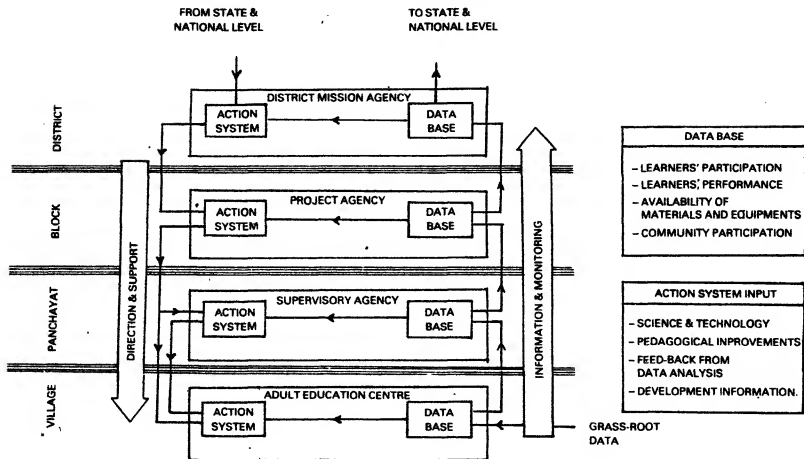 FROM STATE &
NATIONAL LEVEL
TO STATE &
NATIONAL LEVEL
DISTRICT
DISTRICT MISSION AGENCY
ACTION
SYSTEM
DATA
BASE
BLOCK
PROJECT AGENCY
ACTION
SYSTEM
DATA
BASE
PANCHAYAT
SUPERVISORY AGENCY
ACTION
SYSTEM
DATA
BASE
VILLAGE
ADULT EDUCATION CENTRE
ACTION
SYSTEM
DATA
BASE
DIRECTION & SUPPORT
INFORMATION & MONITORING
GRASS-ROOT
DATA
DATA BASE
– LEARNERS' PARTICIPATION
– LEARNERS', PERFORMANCE
– AVAILABILITY OF
MATERIALS AND EQUIPMENTS
– COMMUNITY PARTICIPATION
ACTION SYSTEM INPUT
– SCIENCE & TECHNOLOGY
– PEDAGOGICAL INPROVEMENTS
– FEED-BACK FROM
DATA ANALYSIS
– DEVELOPMENT INFORMATION.